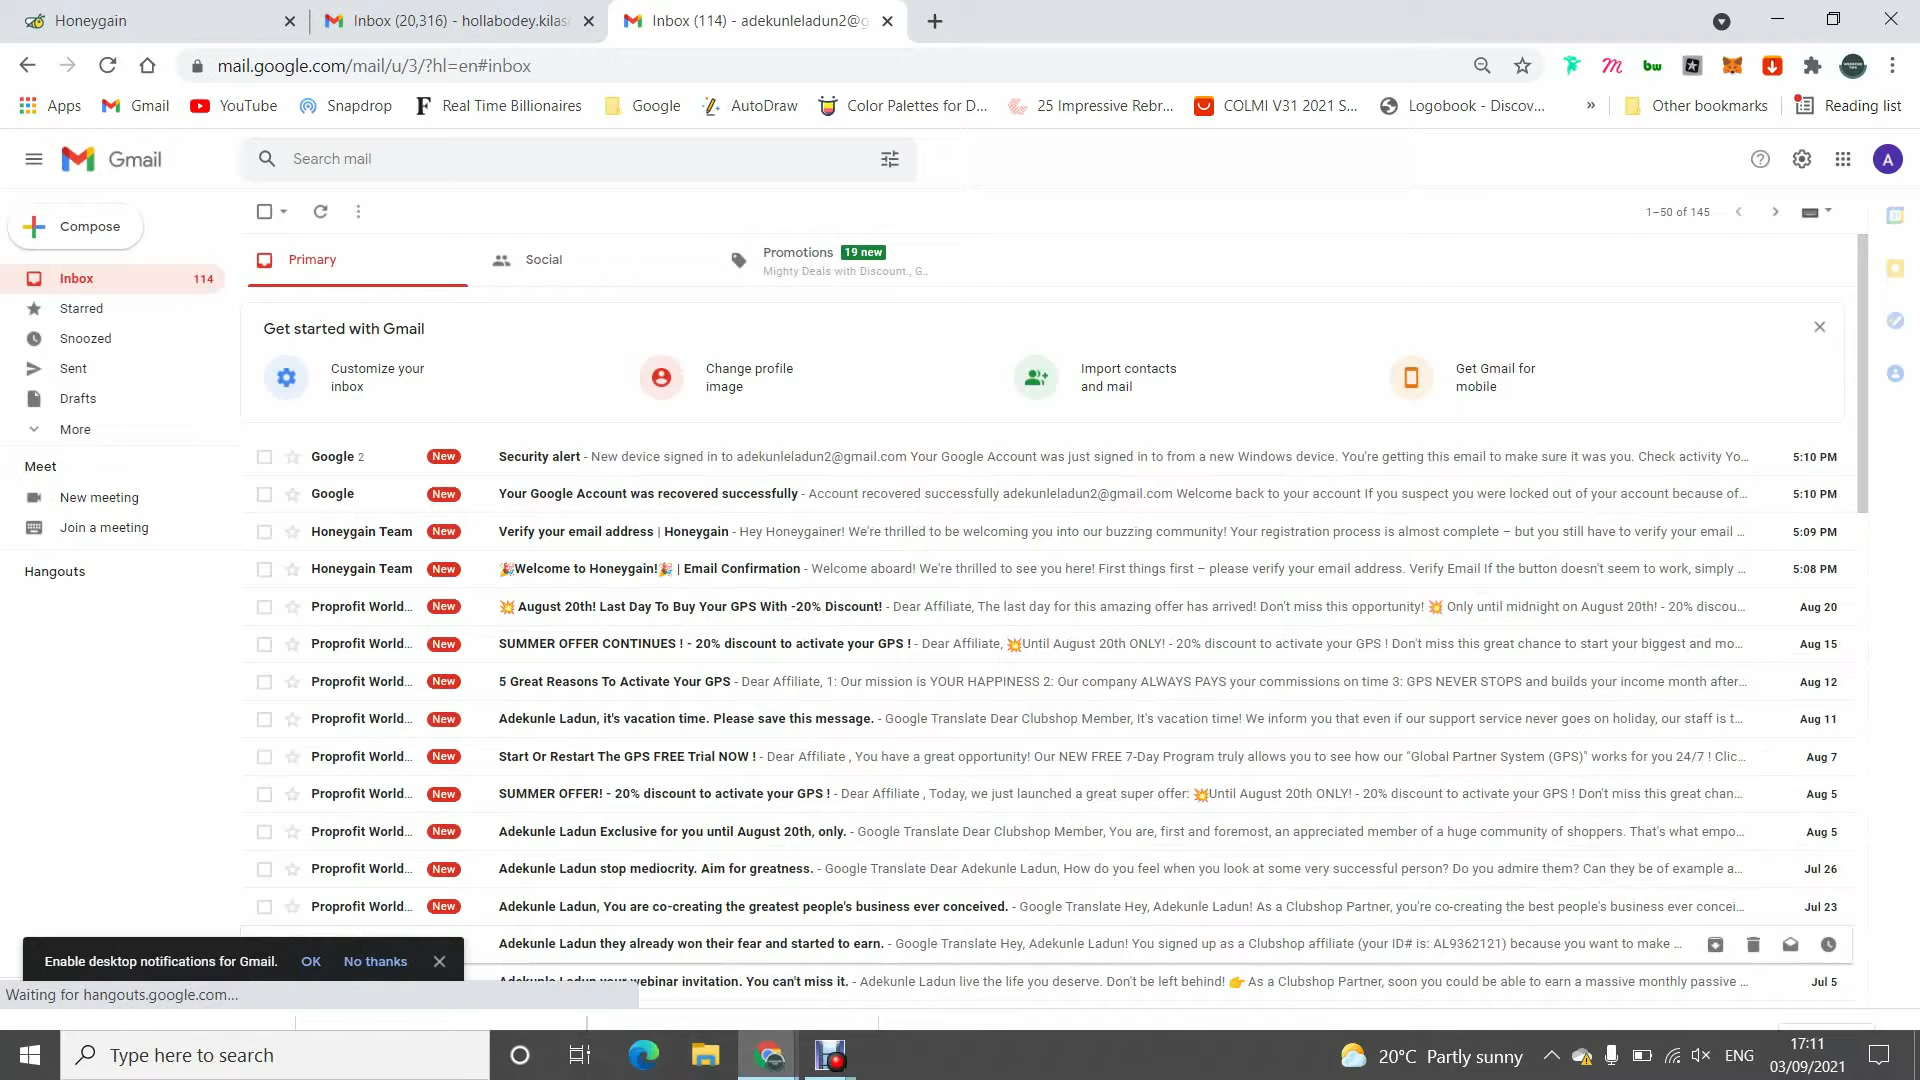 Honeygain
Inbox (20,316) - hollabodey.kilas
Inbox (114) - adekunleladun2@g
mail.google.com/mail/u/3/?hl=en#inbox
Apps
Gmail
YouTube
Snapdrop
Real Time Billionaires
Google
AutoDraw
Color Palettes for D...
25 Impressive Rebr...
COLMI V31 2021 S...
Logobook - Discov...
»
Other bookmarks
Reading list
Gmail
Search mail
A
Compose
1–50 of 145
Inbox 114
Starred
Snoozed
Sent
Drafts
More
Meet
New meeting
Join a meeting
Hangouts
Primary
Social
Promotions 19 new
Mighty Deals with Discount., G..
Get started with Gmail
Customize your
inbox
Change profile
image
Import contacts
and mail
Get Gmail for
mobile
Google 2 New Security alert - New device signed in to adekunleladun2@gmail.com Your Google Account was just signed in to from a new Windows device. You're getting this email to make sure it was you. Check activity Yo... 5:10 PM
Google New Your Google Account was recovered successfully - Account recovered successfully adekunleladun2@gmail.com Welcome back to your account If you suspect you were locked out of your account because of... 5:10 PM
Honeygain Team New Verify your email address | Honeygain - Hey Honeygainer! We're thrilled to be welcoming you into our buzzing community! Your registration process is almost complete – but you still have to verify your email ... 5:09 PM
Honeygain Team New 🎉Welcome to Honeygain!🎉 | Email Confirmation - Welcome aboard! We're thrilled to see you here! First things first – please verify your email address. Verify Email If the button doesn't seem to work, simply ... 5:08 PM
Proprofit World... New 💥 August 20th! Last Day To Buy Your GPS With -20% Discount! - Dear Affiliate, The last day for this amazing offer has arrived! Don't miss this opportunity! 💥 Only until midnight on August 20th! - 20% discou... Aug 20
Proprofit World... New SUMMER OFFER CONTINUES ! - 20% discount to activate your GPS ! - Dear Affiliate, 💥Until August 20th ONLY! - 20% discount to activate your GPS ! Don't miss this great chance to start your biggest and mo... Aug 15
Proprofit World... New 5 Great Reasons To Activate Your GPS - Dear Affiliate, 1: Our mission is YOUR HAPPINESS 2: Our company ALWAYS PAYS your commissions on time 3: GPS NEVER STOPS and builds your income month after... Aug 12
Proprofit World... New Adekunle Ladun, it's vacation time. Please save this message. - Google Translate Dear Clubshop Member, It's vacation time! We inform you that even if our support service never goes on holiday, our staff is t... Aug 11
Proprofit World... New Start Or Restart The GPS FREE Trial NOW ! - Dear Affiliate , You have a great opportunity! Our NEW FREE 7-Day Program truly allows you to see how our "Global Partner System (GPS)" works for you 24/7 ! Clic... Aug 7
Proprofit World... New SUMMER OFFER! - 20% discount to activate your GPS ! - Dear Affiliate , Today, we just launched a great super offer: 💥Until August 20th ONLY! - 20% discount to activate your GPS ! Don't miss this great chan... Aug 5
Proprofit World... New Adekunle Ladun Exclusive for you until August 20th, only. - Google Translate Dear Clubshop Member, You are, first and foremost, an appreciated member of a huge community of shoppers. That's what empo... Aug 5
Proprofit World... New Adekunle Ladun stop mediocrity. Aim for greatness. - Google Translate Dear Adekunle Ladun, How do you feel when you look at some very successful person? Do you admire them? Can they be of example a... Jul 26
Proprofit World... New Adekunle Ladun, You are co-creating the greatest people's business ever conceived. - Google Translate Hey, Adekunle Ladun! As a Clubshop Partner, you're co-creating the best people's business ever concei... Jul 23
Adekunle Ladun they already won their fear and started to earn. - Google Translate Hey, Adekunle Ladun! You signed up as a Clubshop affiliate (your ID# is: AL9362121) because you want to make ...
Adekunle Ladun your webinar invitation. You can't miss it. - Adekunle Ladun live the life you deserve. Don't be left behind! 👉 As a Clubshop Partner, soon you could be able to earn a massive monthly passive ... Jul 5
Enable desktop notifications for Gmail. OK No thanks
Waiting for hangouts.google.com...
Type here to search
20°C Partly sunny
ENG
17:11
03/09/2021